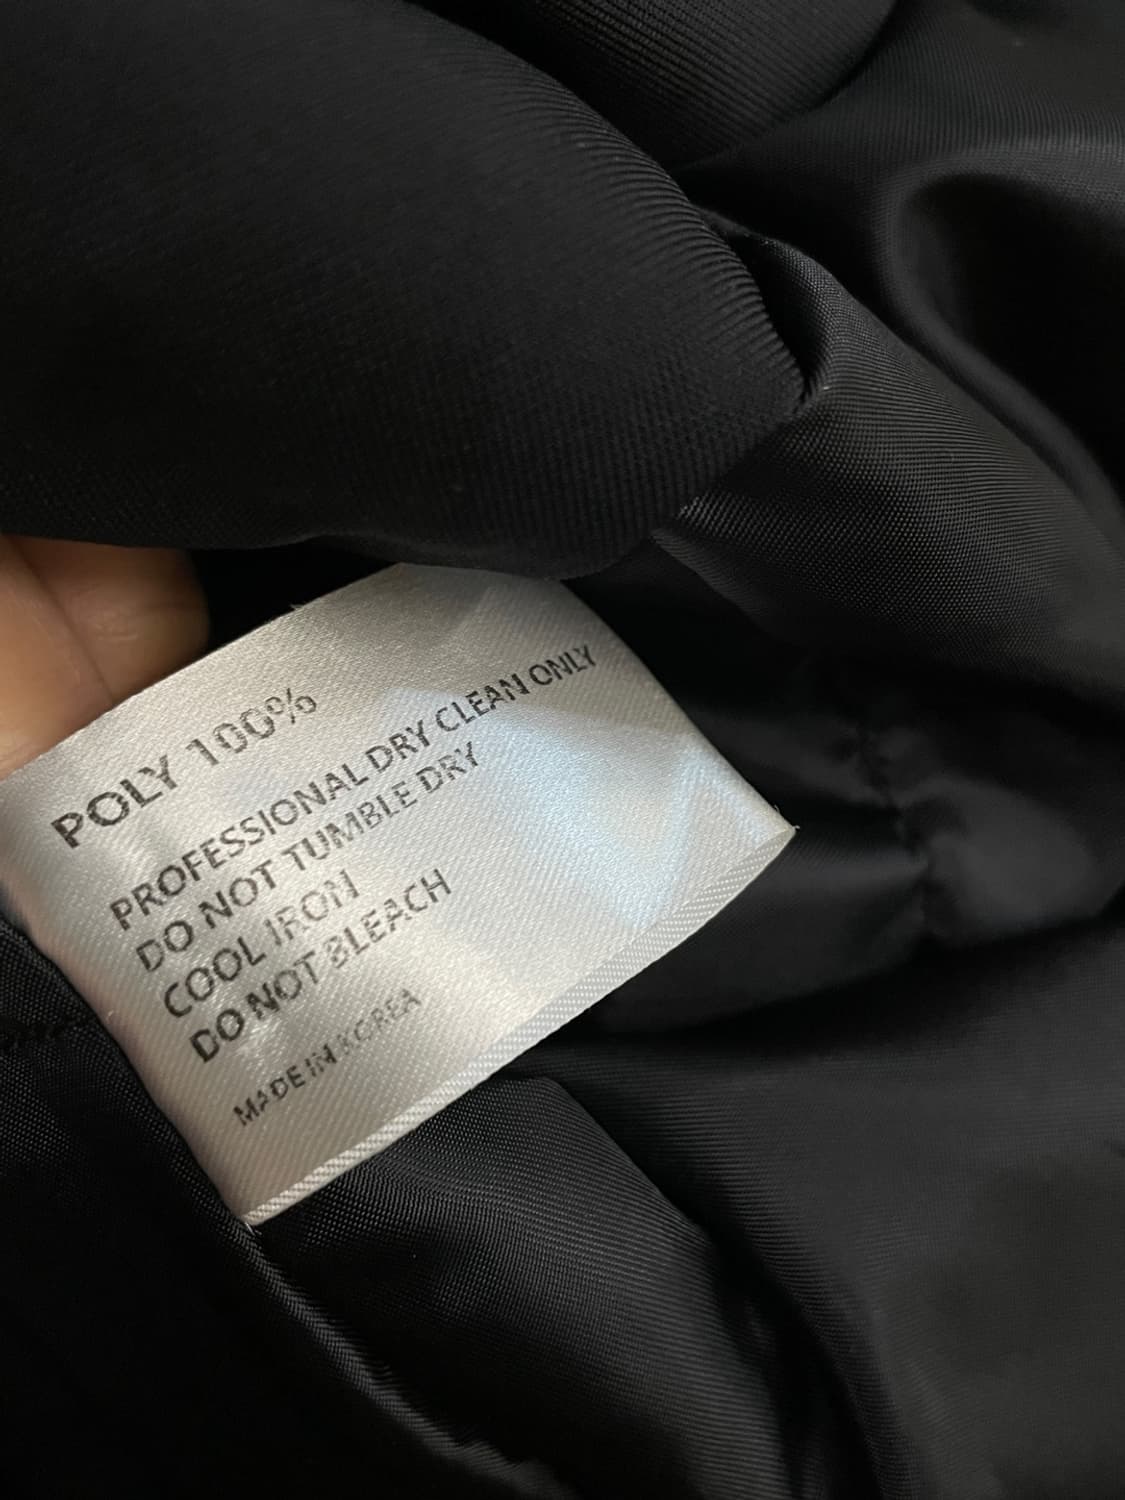 POLY 100%
PROFESSIONAL DRY CLEAN ONLY
DO NOT TUMBLE DRY
COOL IRON
DO NOT BLEACH
MADE IN KOREA